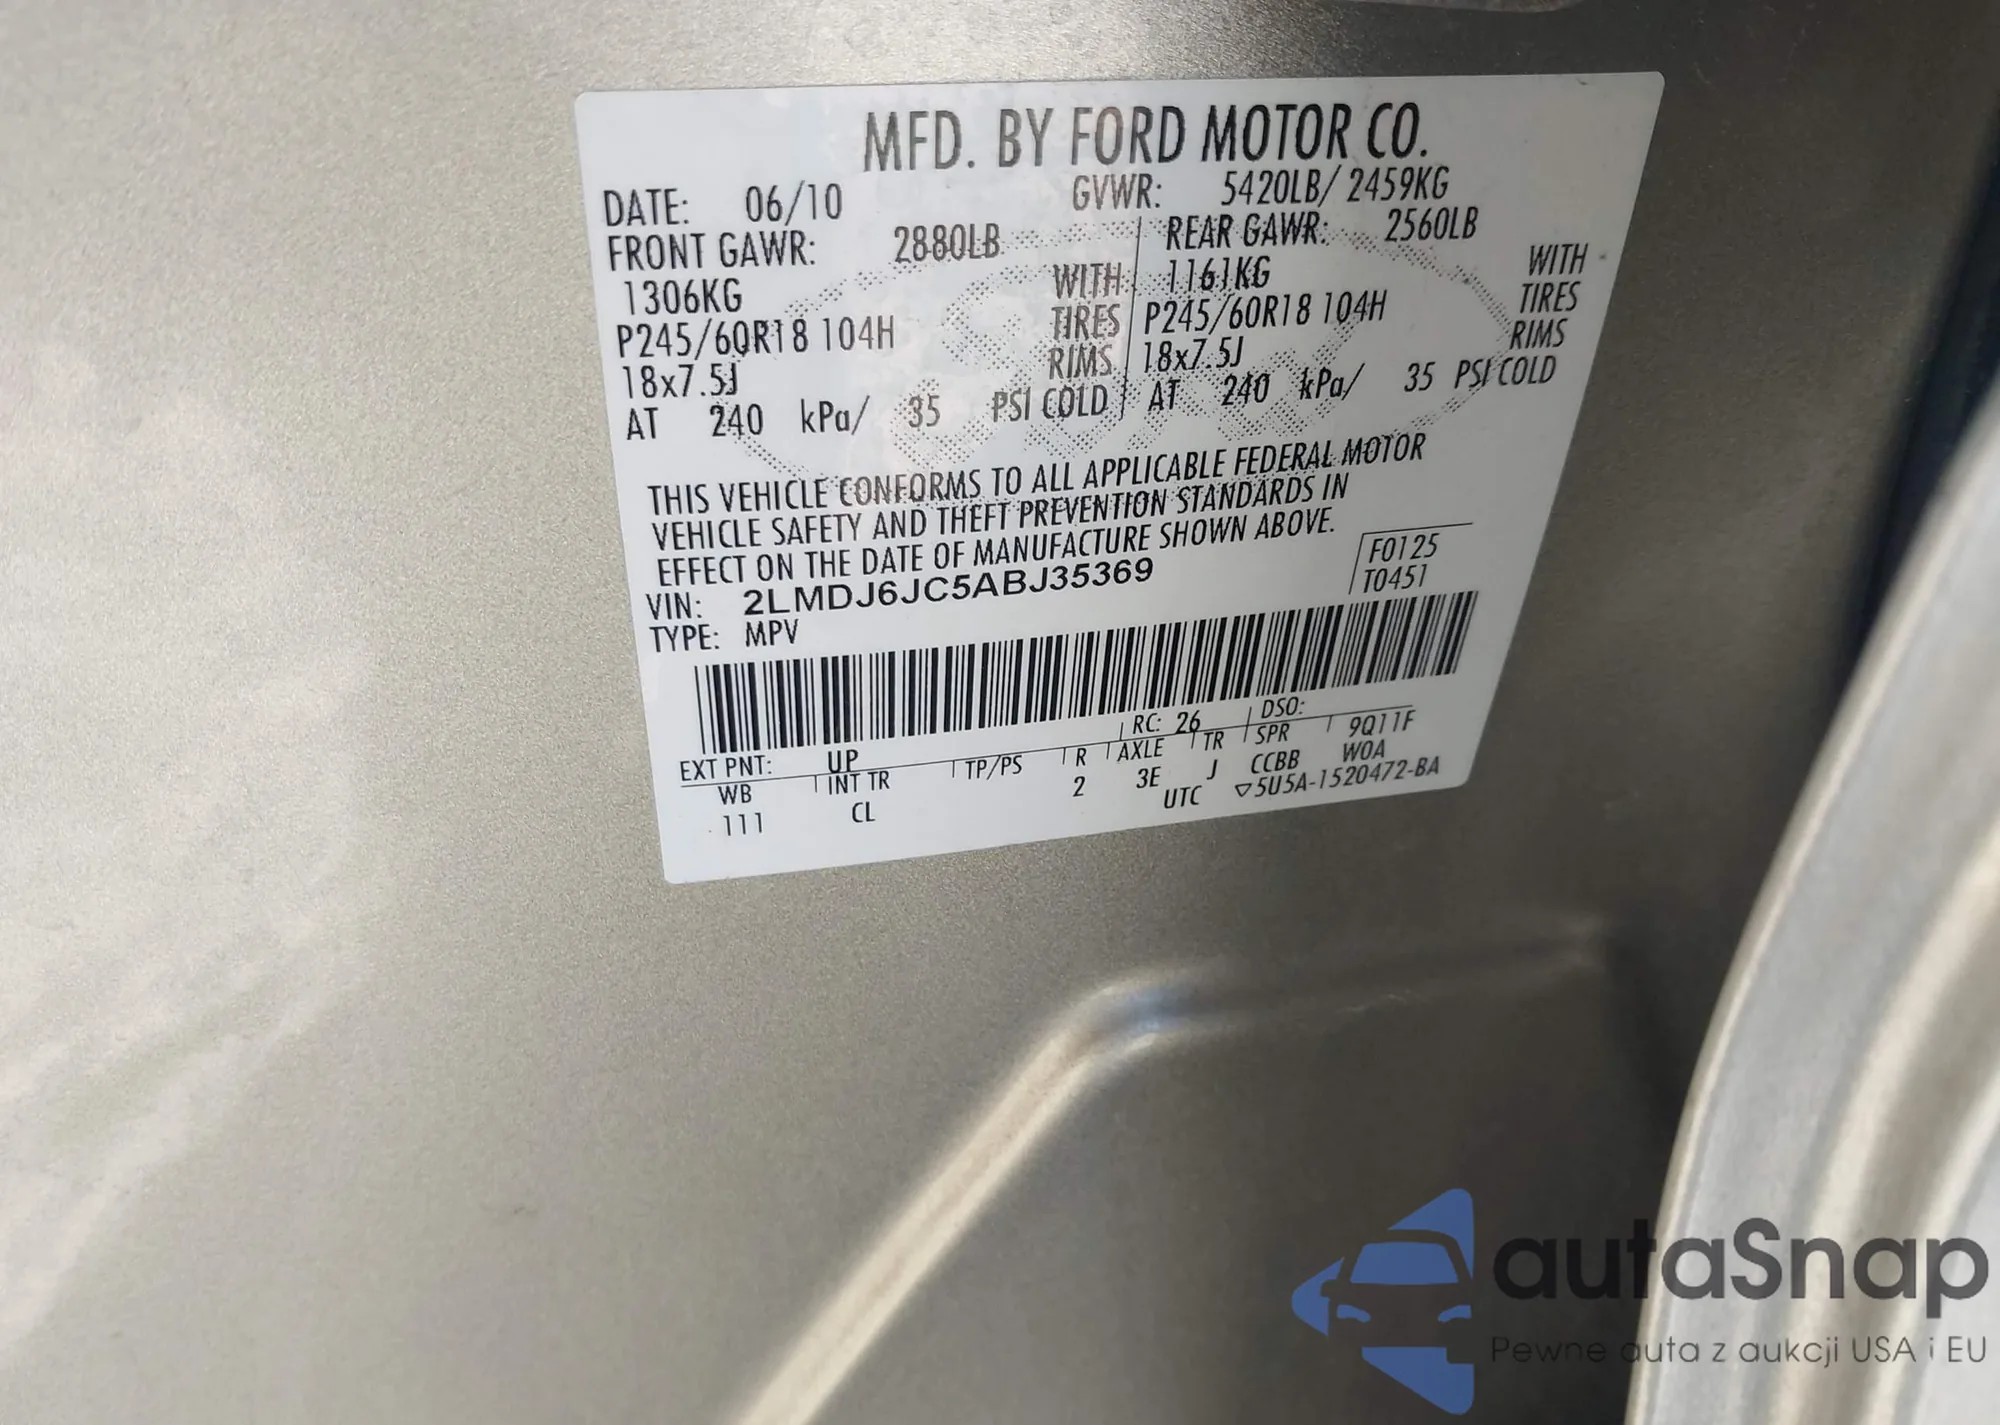 MFD. BY FORD MOTOR CO.
DATE: 06/10 GVWR: 5420LB/ 2459KG
FRONT GAWR: 2880LB REAR GAWR: 2560LB
1306KG WITH 1161KG WITH
P245/60R18 104H TIRES P245/60R18 104H TIRES
18x7.5J RIMS 18x7.5J RIMS
AT 240 kPa/ 35 PSI COLD AT 240 kPa/ 35 PSI COLD
THIS VEHICLE CONFORMS TO ALL APPLICABLE FEDERAL MOTOR
VEHICLE SAFETY AND THEFT PREVENTION STANDARDS IN
EFFECT ON THE DATE OF MANUFACTURE SHOWN ABOVE.
F0125
T0451
VIN: 2LMDJ6JC5ABJ35369
TYPE: MPV
EXT PNT: UP RC: 26 DSO: 9Q11F
WB INT TR TP/PS R AXLE TR SPR WOA
111 CL 2 3E J CCBB
UTC ▽5U5A-1520472-BA
autaSnap
Pewne auta z aukcji USA i EU